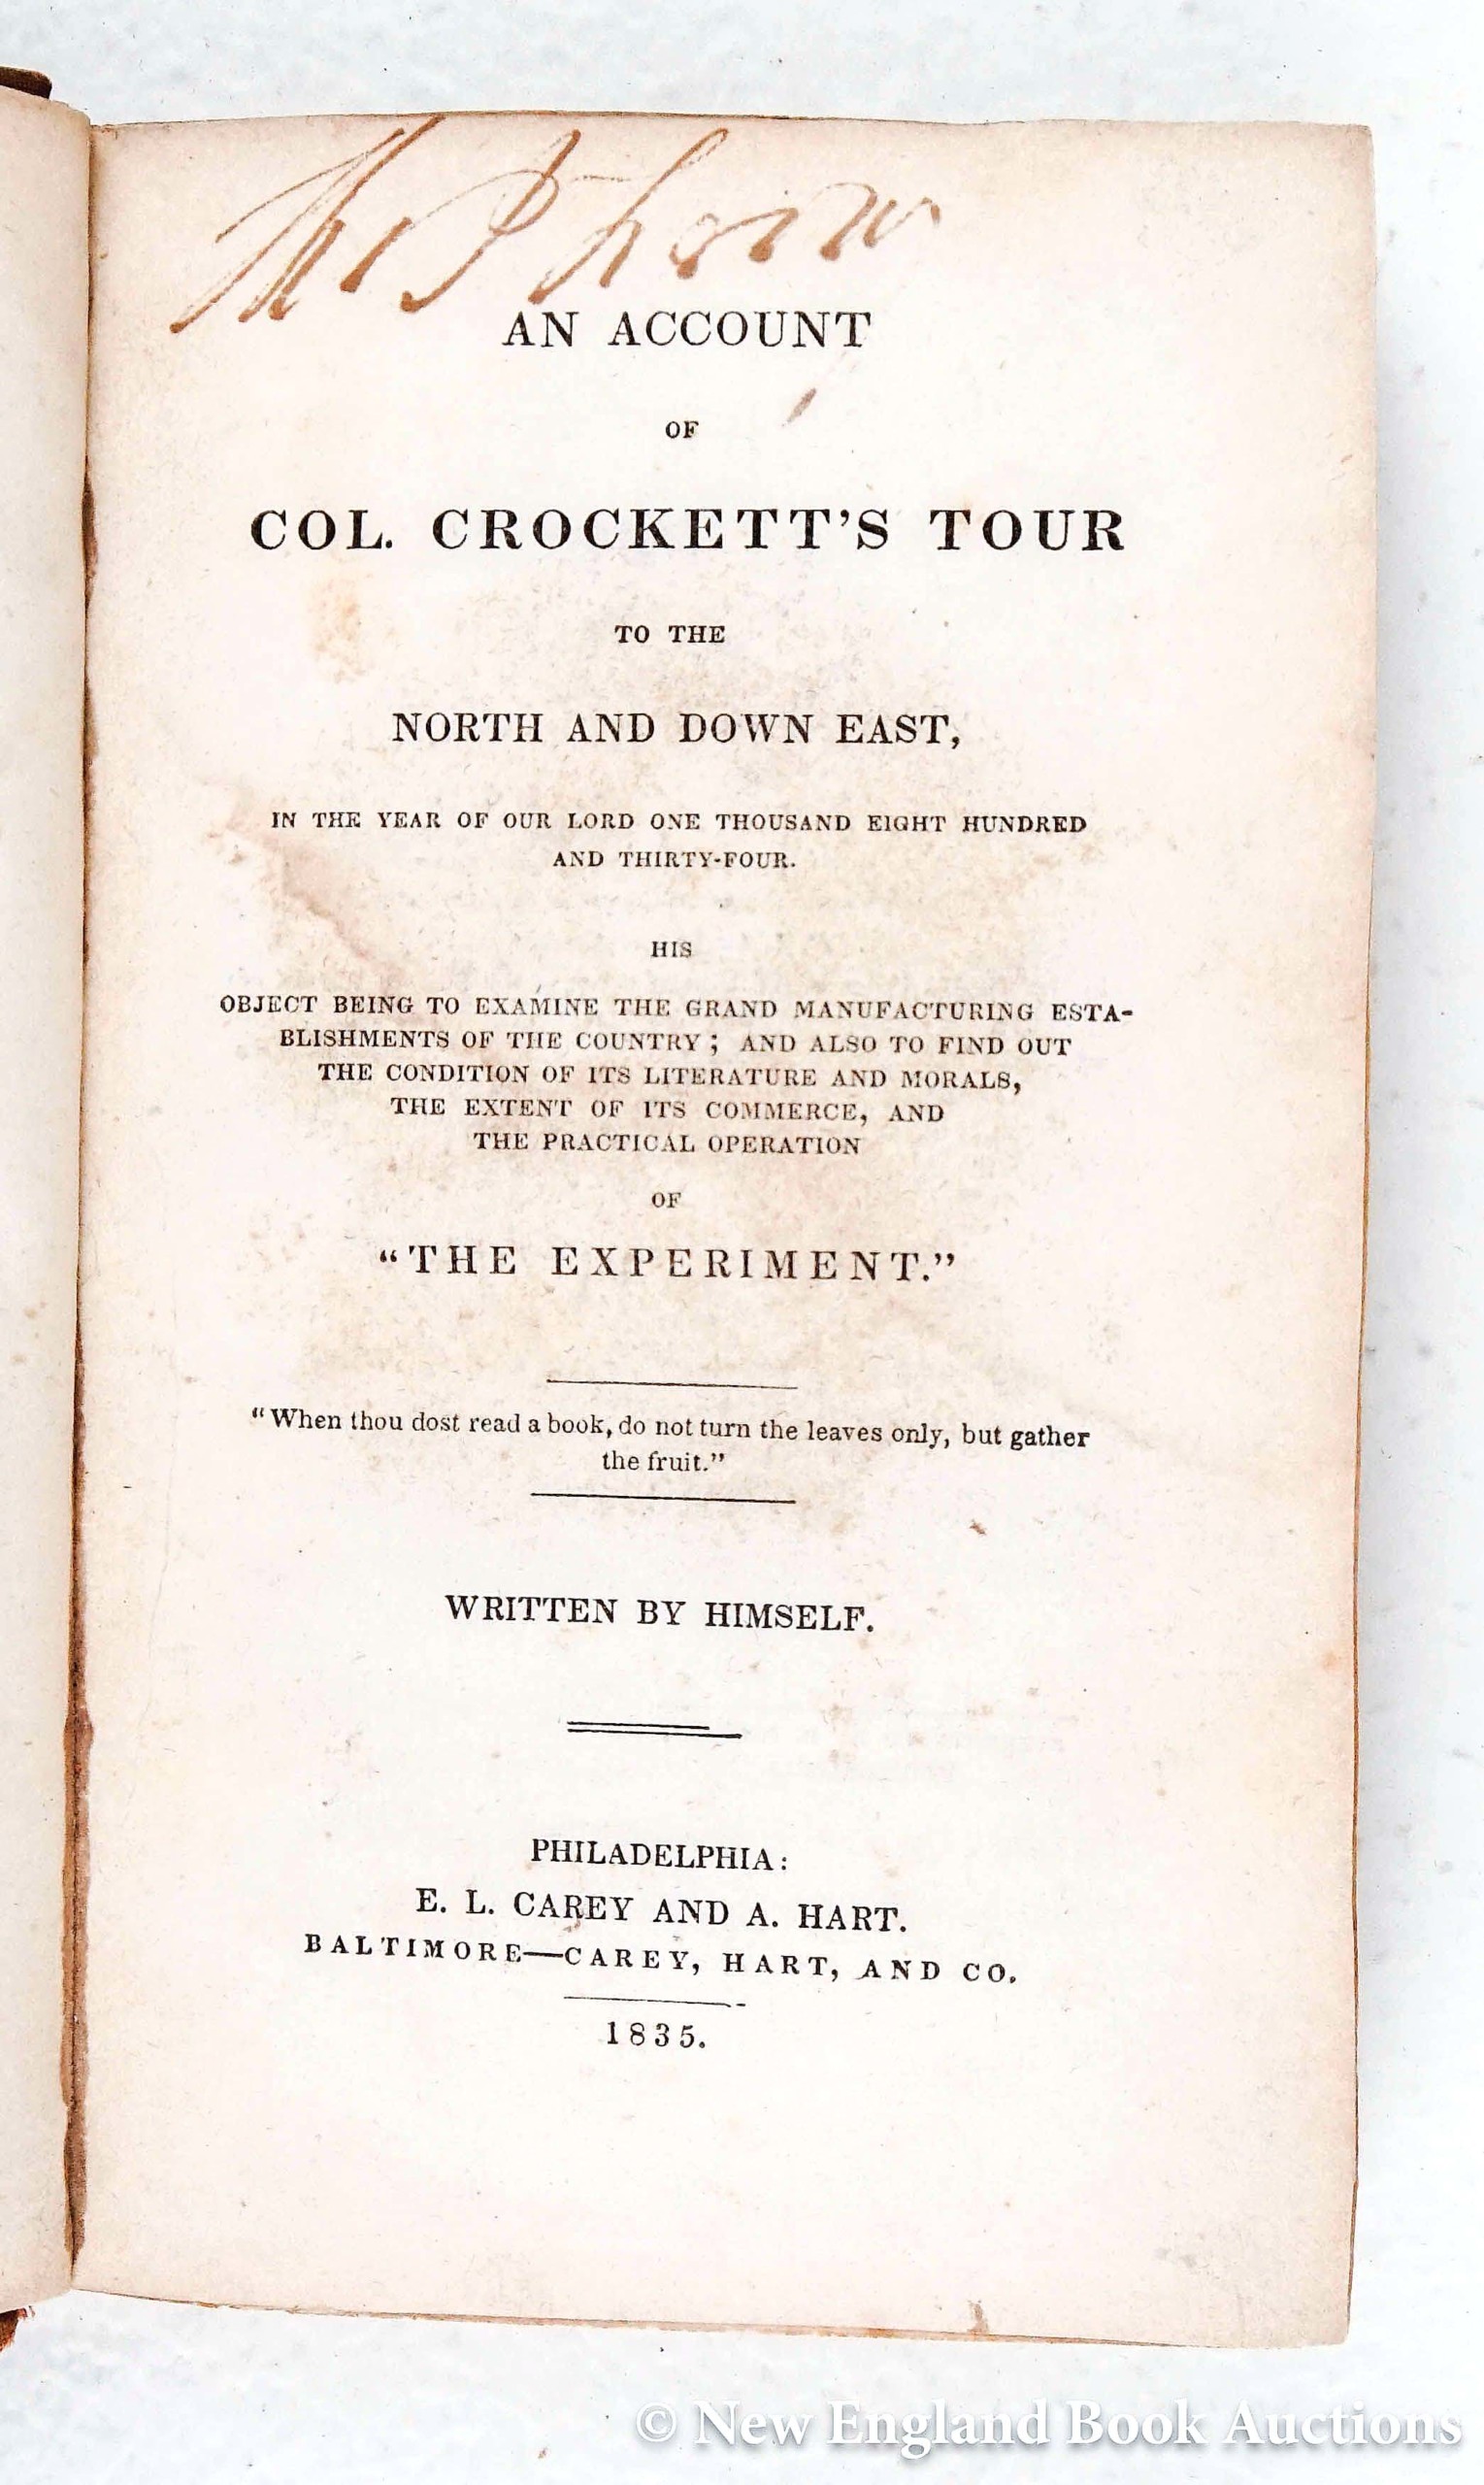 AN ACCOUNT
OF
COL. CROCKETT'S TOUR
TO THE
NORTH AND DOWN EAST,
IN THE YEAR OF OUR LORD ONE THOUSAND EIGHT HUNDRED
AND THIRTY-FOUR.
HIS
OBJECT BEING TO EXAMINE THE GRAND MANUFACTURING ESTA-
BLISHMENTS OF THE COUNTRY; AND ALSO TO FIND OUT
THE CONDITION OF ITS LITERATURE AND MORALS,
THE EXTENT OF ITS COMMERCE, AND
THE PRACTICAL OPERATION
OF
"THE EXPERIMENT."
"When thou dost read a book, do not turn the leaves only, but gather
the fruit."
WRITTEN BY HIMSELF.
PHILADELPHIA:
E. L. CAREY AND A. HART.
BALTIMORE—CAREY, HART, AND CO.
1835.
© New England Book Auctions